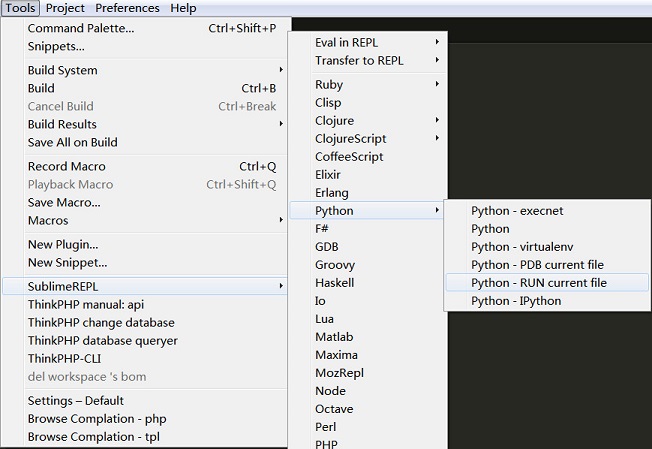 Tools Project Preferences Help
Command Palette... Ctrl+Shift+P
Snippets...
Build System
Build Ctrl+B
Cancel Build Ctrl+Break
Build Results
Save All on Build
Record Macro Ctrl+Q
Playback Macro Ctrl+Shift+Q
Save Macro...
Macros
New Plugin...
New Snippet...
SublimeREPL
ThinkPHP manual: api
ThinkPHP change database
ThinkPHP database queryer
ThinkPHP-CLI
del workspace 's bom
Settings – Default
Browse Complation - php
Browse Complation - tpl
Eval in REPL
Transfer to REPL
Ruby
Clisp
Clojure
ClojureScript
CoffeeScript
Elixir
Erlang
Python
F#
GDB
Groovy
Haskell
Io
Lua
Matlab
Maxima
MozRepl
Node
Octave
Perl
PHP
Python - execnet
Python
Python - virtualenv
Python - PDB current file
Python - RUN current file
Python - IPython